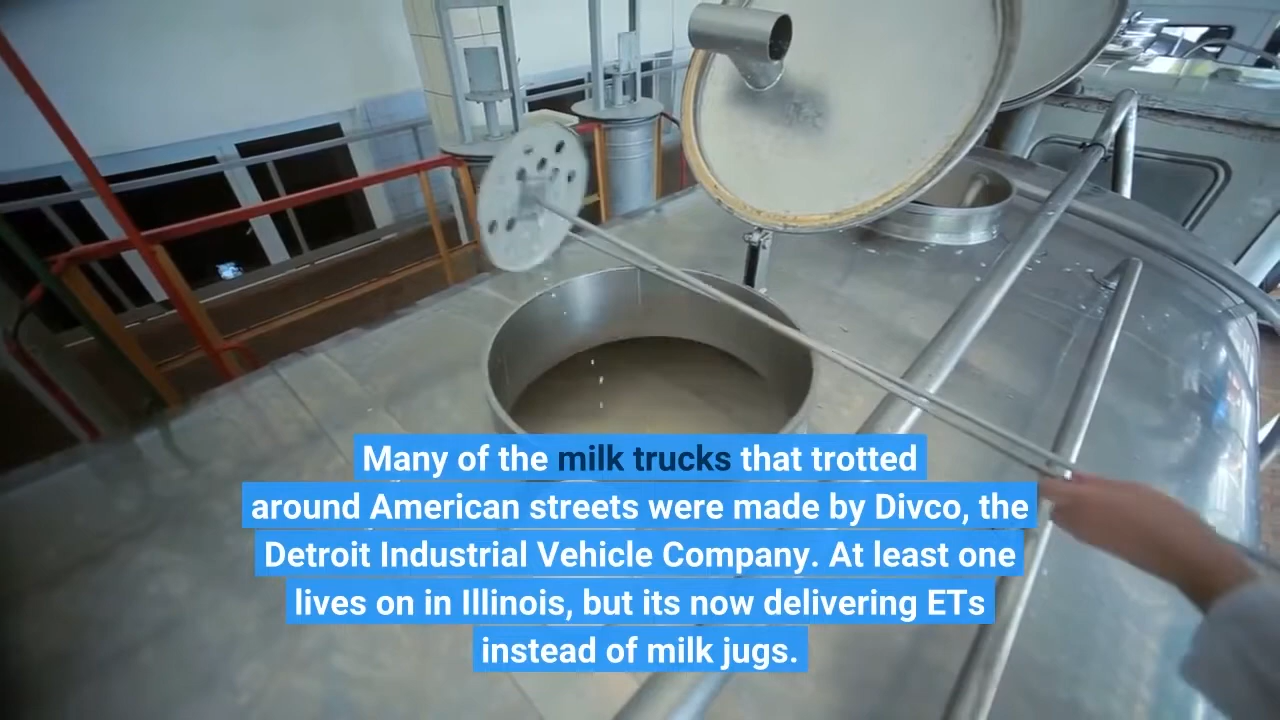 Many of the milk trucks that trotted
around American streets were made by Divco, the
Detroit Industrial Vehicle Company. At least one
lives on in Illinois, but its now delivering ETs
instead of milk jugs.